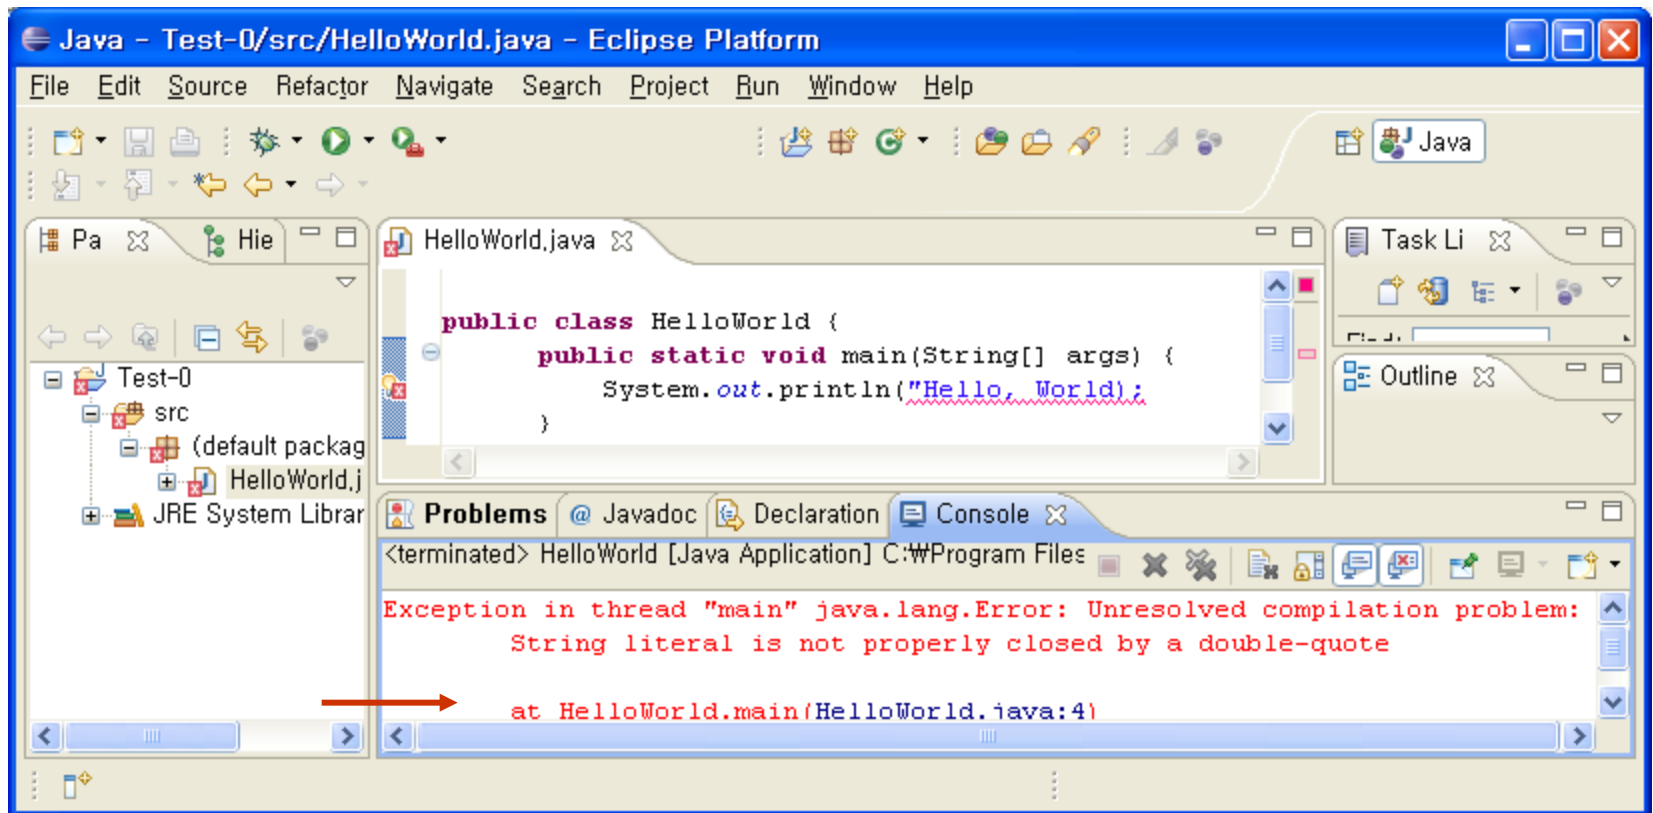 Java - Test-0/src/HelloWorld.java - Eclipse Platform
File Edit Source Refactor Navigate Search Project Run Window Help
Java
Pa Hie
HelloWorld.java
Task Li
public class HelloWorld {
public static void main(String[] args) {
System.out.println("Hello, World);
}
Test-0
src
(default packag
HelloWorld.j
JRE System Librar
Outline
Problems @ Javadoc Declaration Console
<terminated> HelloWorld [Java Application] C:₩Program Files
Exception in thread "main" java.lang.Error: Unresolved compilation problem:
String literal is not properly closed by a double-quote
at HelloWorld.main(HelloWorld.java:4)